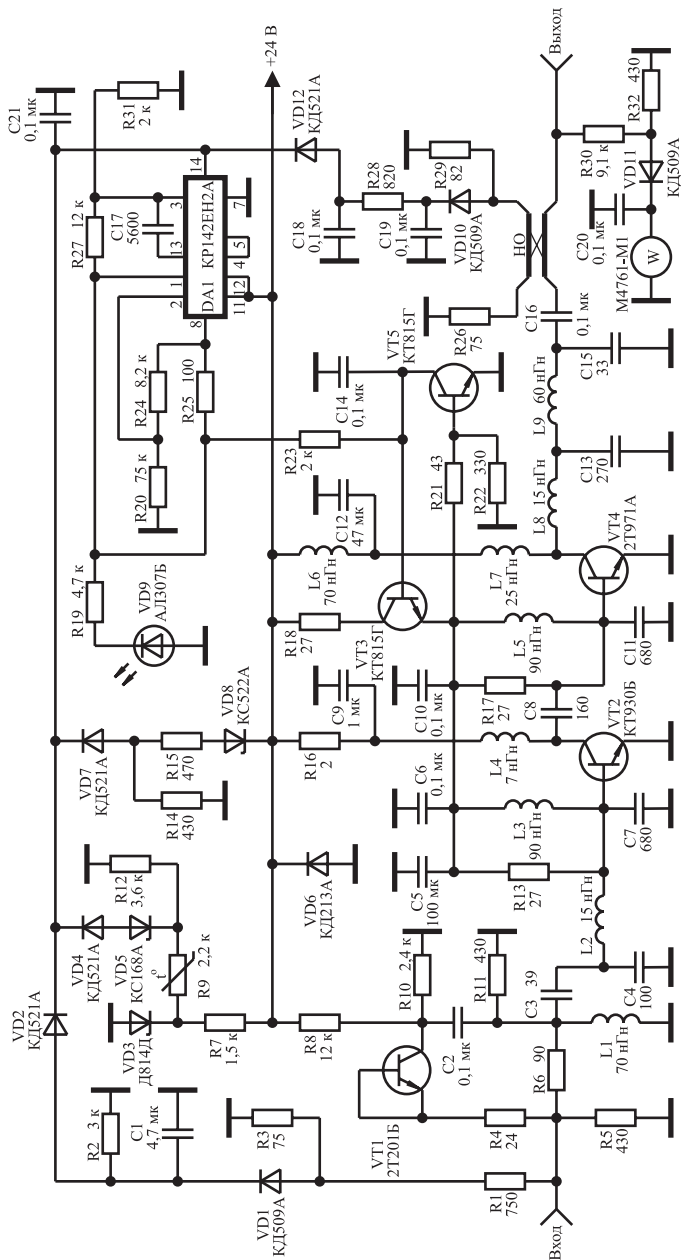 VD2
КД521А
R2 3 к
C1
4,7 мк
VD1
КД509А
R3
75
R1
750
Вход
VT1
2Т201Б
R4
24
R5
430
R6 90
VD3
Д814Д
R7
1,5 к
R8
12 к
VD4
КД521А
VD5
КС168А
t°
R9 2,2 к
R12
3,6 к
R10 2,4 к
C2
0,1 мк
R11 430
C3 39
L1
70 нГн
C4
100
L2 15 нГн
VD6
КД213А
C5
100 мк
R13
27
C6
0,1 мк
L3
90 нГн
C7
680
VD7
КД521А
R14
430
R15
470
VD8
КС522А
R16
2
C9
1 мк
C10
0,1 мк
L4
7 нГн
R17
27
C8
160
VT2
КТ930Б
R19 4,7 к
VD9
АЛ307Б
R18
27
VT3
КТ815Г
L5
90 нГн
C11
680
L6
70 нГн
C12
47 мк
L7
25 нГн
VT4
2Т971А
R20 75 к
R24 8,2 к
R25 100
R23
2 к
C14
0,1 мк
VT5
КТ815Г
R21 43
R22 330
L8 15 нГн
C13
270
L9 60 нГн
C15
33
R27 12 к
C17
5600
2
1
13
3
8
DA1 КР142ЕН2А
14
11
12
4
5
7
C21
0,1 мк
R31
2 к
+24 В
VD12
КД521А
C18
0,1 мк
R28
820
C19
0,1 мк
VD10
КД509А
R29
82
R26
75
НО
C16
0,1 мк
Выход
R30
9,1 к
R32 430
VD11
КД509А
C20
0,1 мк
W
М4761-М1